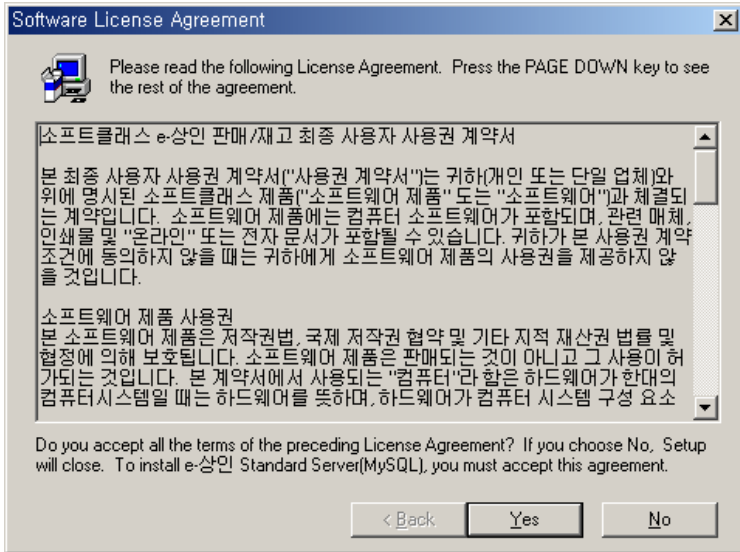 Software License Agreement
Please read the following License Agreement. Press the PAGE DOWN key to see
the rest of the agreement.
소프트클래스 e-상인 판매/재고 최종 사용자 사용권 계약서
본 최종 사용자 사용권 계약서("사용권 계약서")는 귀하(개인 또는 단일 업체)와
위에 명시된 소프트클래스 제품("소프트웨어 제품" 도는 "소프트웨어")과 체결되
는 계약입니다. 소프트웨어 제품에는 컴퓨터 소프트웨어가 포함되며, 관련 매체,
인쇄물 및 "온라인" 또는 전자 문서가 포함될 수 있습니다. 귀하가 본 사용권 계약
조건에 동의하지 않을 때는 귀하에게 소프트웨어 제품의 사용권을 제공하지 않
을 것입니다.
소프트웨어 제품 사용권
본 소프트웨어 제품은 저작권법, 국제 저작권 협약 및 기타 지적 재산권 법률 및
협정에 의해 보호됩니다. 소프트웨어 제품은 판매되는 것이 아니고 그 사용이 허
가되는 것입니다. 본 계약서에서 사용되는 "컴퓨터"라 함은 하드웨어가 한대의
컴퓨터시스템일 때는 하드웨어를 뜻하며, 하드웨어가 컴퓨터 시스템 구성 요소
Do you accept all the terms of the preceding License Agreement? If you choose No, Setup
will close. To install e-상인 Standard Server(MySQL), you must accept this agreement.
< Back
Yes
No